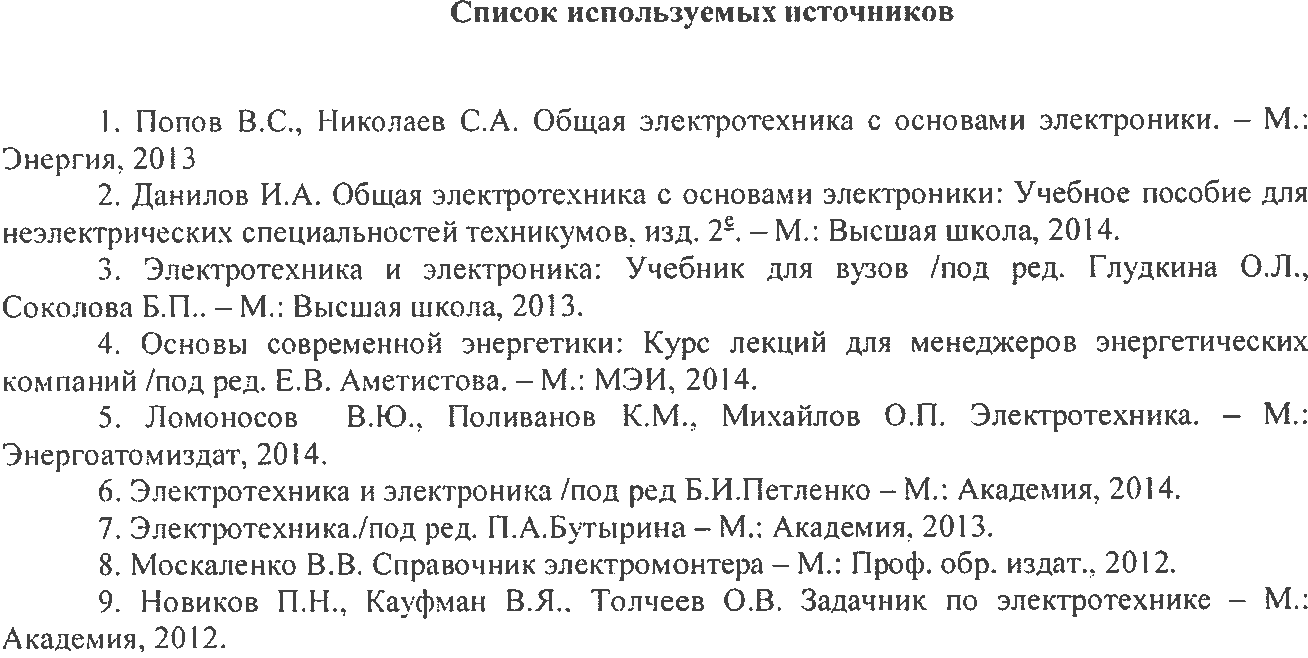 Список используемых источников
1. Попов В.С., Николаев С.А. Общая электротехника с основами электроники. – М.:
Энергия, 2013
2. Данилов И.А. Общая электротехника с основами электроники: Учебное пособие для
неэлектрических специальностей техникумов, изд. 2е. – М.: Высшая школа, 2014.
3. Электротехника и электроника: Учебник для вузов /под ред. Глудкина О.Л.,
Соколова Б.П.. – М.: Высшая школа, 2013.
4. Основы современной энергетики: Курс лекций для менеджеров энергетических
компаний /под ред. Е.В. Аметистова. – М.: МЭИ, 2014.
5. Ломоносов В.Ю., Поливанов К.М., Михайлов О.П. Электротехника. – М.:
Энергоатомиздат, 2014.
6. Электротехника и электроника /под ред Б.И.Петленко – М.: Академия, 2014.
7. Электротехника./под ред. П.А.Бутырина – М.: Академия, 2013.
8. Москаленко В.В. Справочник электромонтера – М.: Проф. обр. издат., 2012.
9. Новиков П.Н., Кауфман В.Я.. Толчеев О.В. Задачник по электротехнике – М.:
Академия, 2012.